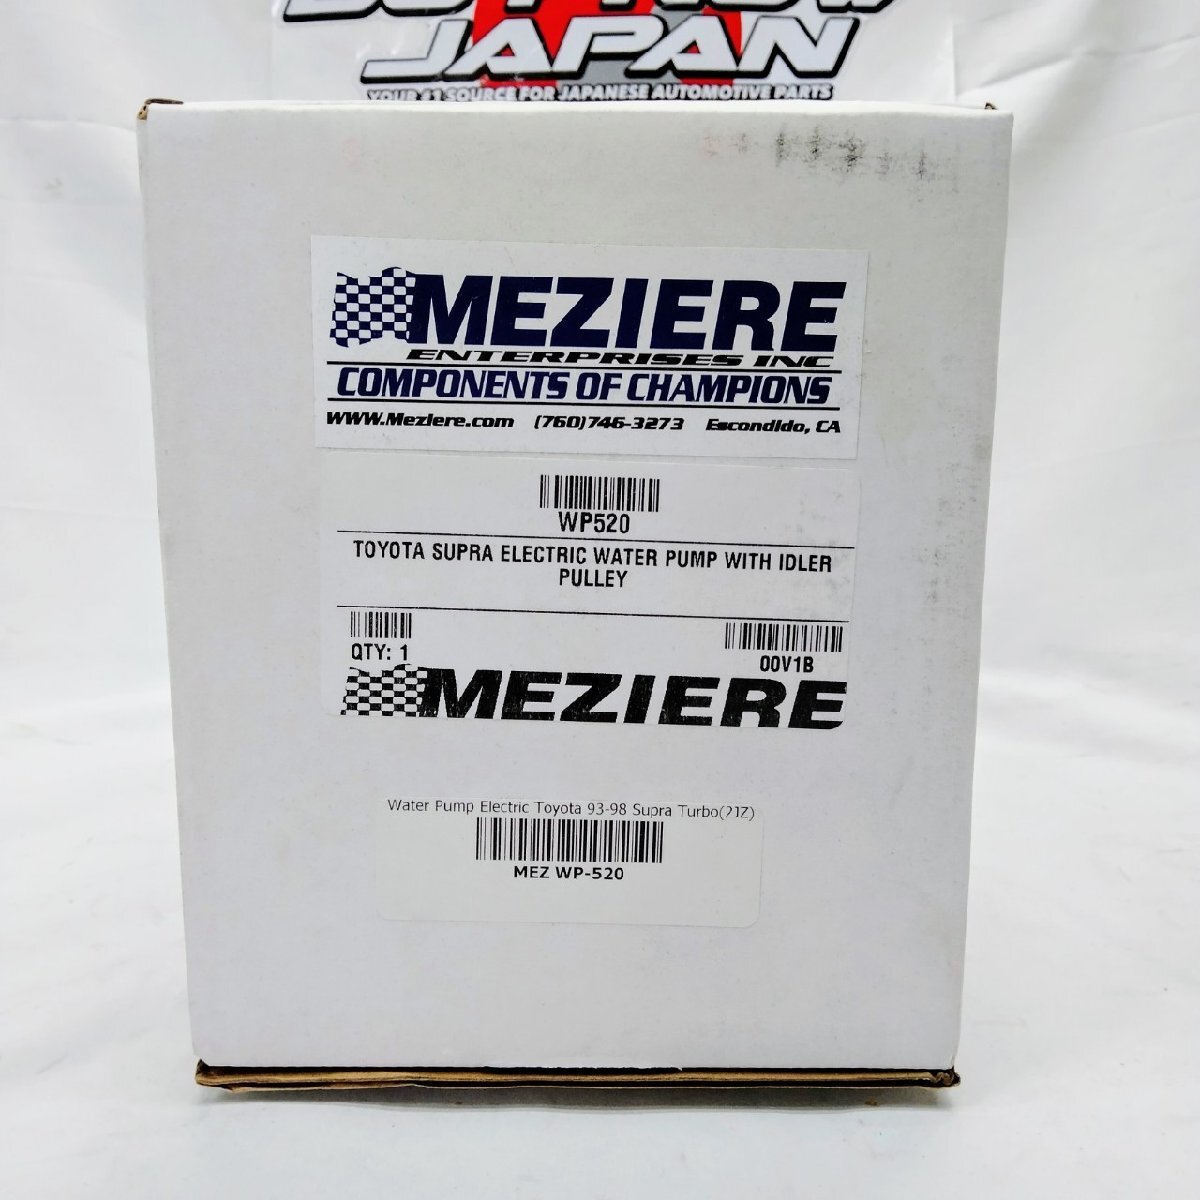 JAPAN
YOUR #1 SOURCE FOR JAPANESE AUTOMOTIVE PARTS
MEZIERE
ENTERPRISES INC
COMPONENTS OF CHAMPIONS
WWW.Meziere.com (760)746-3273 Escondido, CA
WP520
TOYOTA SUPRA ELECTRIC WATER PUMP WITH IDLER
PULLEY
QTY: 1
00V1B
MEZIERE
Water Pump Electric Toyota 93-98 Supra Turbo(2JZ)
MEZ WP-520